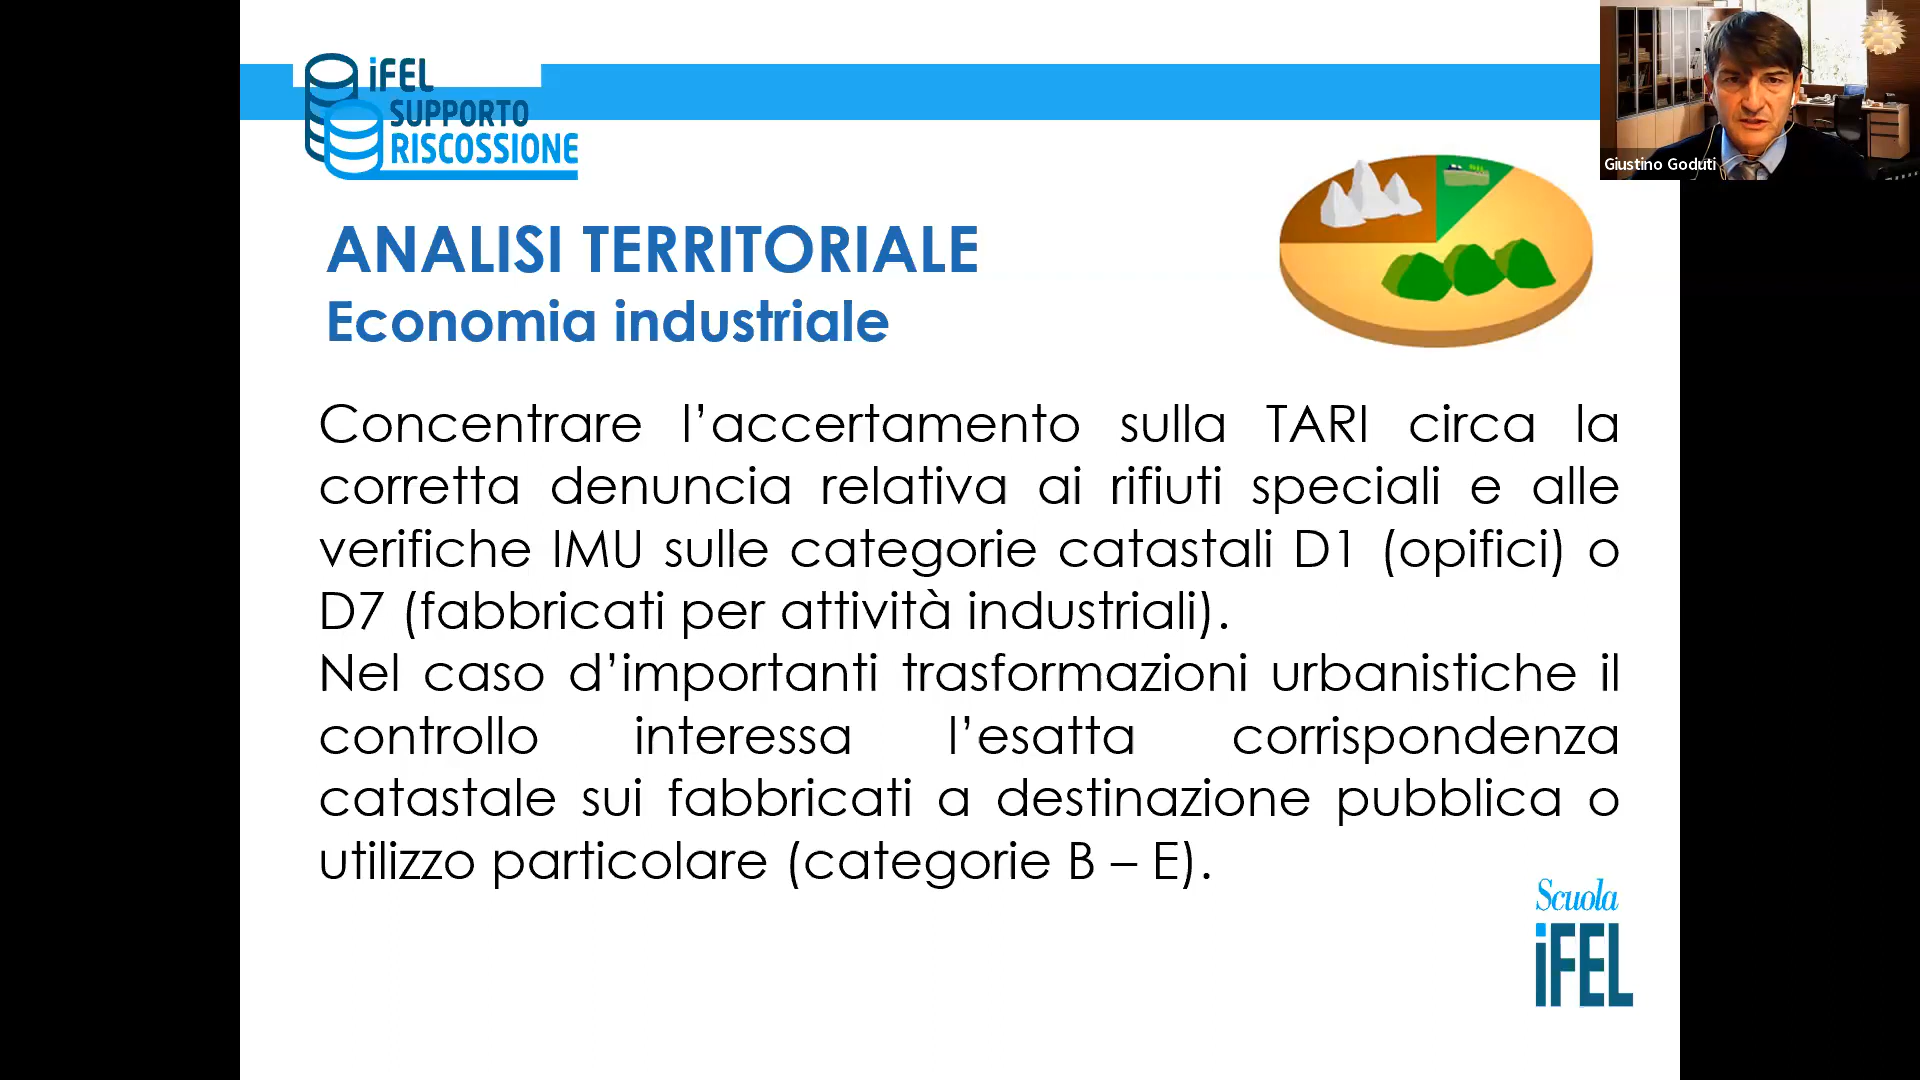 iFEL
SUPPORTO
RISCOSSIONE
Giustino Goduti
ANALISI TERRITORIALE
Economia industriale
Concentrare l’accertamento sulla TARI circa la
corretta denuncia relativa ai rifiuti speciali e alle
verifiche IMU sulle categorie catastali D1 (opifici) o
D7 (fabbricati per attività industriali).
Nel caso d’importanti trasformazioni urbanistiche il
controllo interessa l’esatta corrispondenza
catastale sui fabbricati a destinazione pubblica o
utilizzo particolare (categorie B – E).
Scuola
iFEL